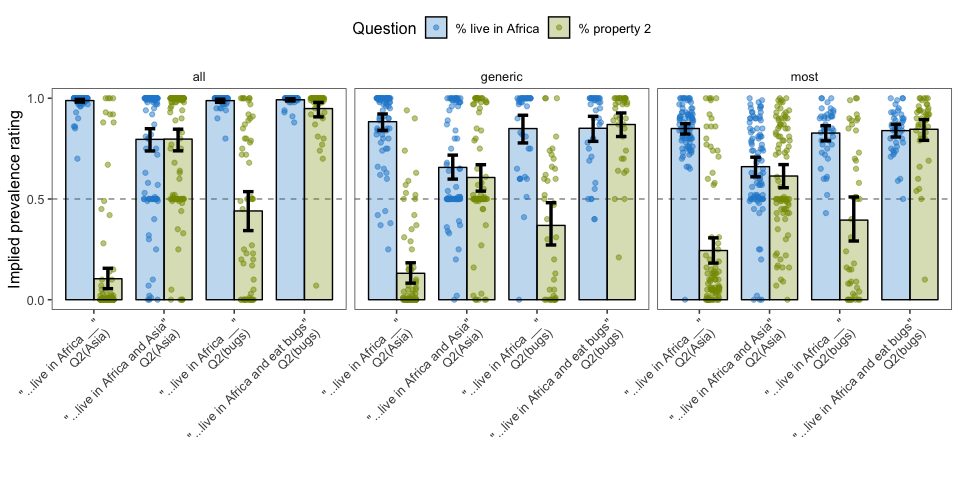 Question % live in Africa % property 2
all generic most
Implied prevalence rating
1.0
0.5
0.0
" ...live in Africa __"
Q2(Asia)
" ...live in Africa and Asia"
Q2(Asia)
" ...live in Africa __"
Q2(bugs)
" ...live in Africa and eat bugs"
Q2(bugs)
" ...live in Africa __"
Q2(Asia)
" ...live in Africa and Asia"
Q2(Asia)
" ...live in Africa __"
Q2(bugs)
" ...live in Africa and eat bugs"
Q2(bugs)
" ...live in Africa __"
Q2(Asia)
" ...live in Africa and Asia"
Q2(Asia)
" ...live in Africa __"
Q2(bugs)
" ...live in Africa and eat bugs"
Q2(bugs)